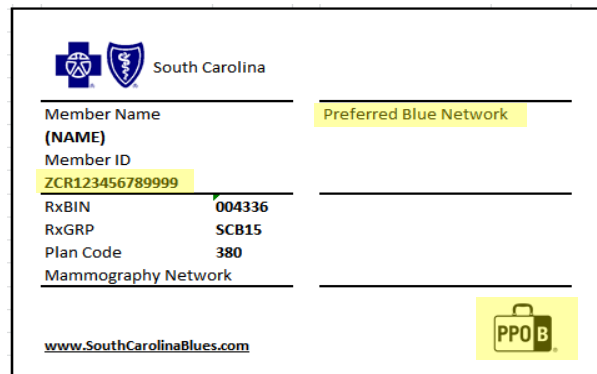 South Carolina
Member Name
Preferred Blue Network
(NAME)
Member ID
ZCR123456789999
RxBIN 004336
RxGRP SCB15
Plan Code 380
Mammography Network
PPO B
www.SouthCarolinaBlues.com